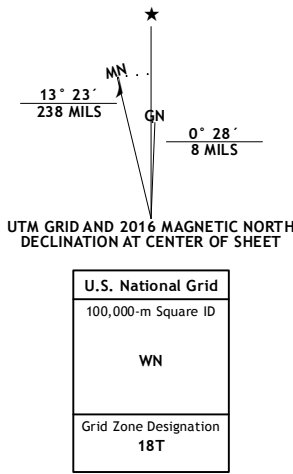 MN
13° 23´
238 MILS
GN
0° 28´
8 MILS
UTM GRID AND 2016 MAGNETIC NORTH
DECLINATION AT CENTER OF SHEET
U.S. National Grid
100,000-m Square ID
WN
Grid Zone Designation
18T